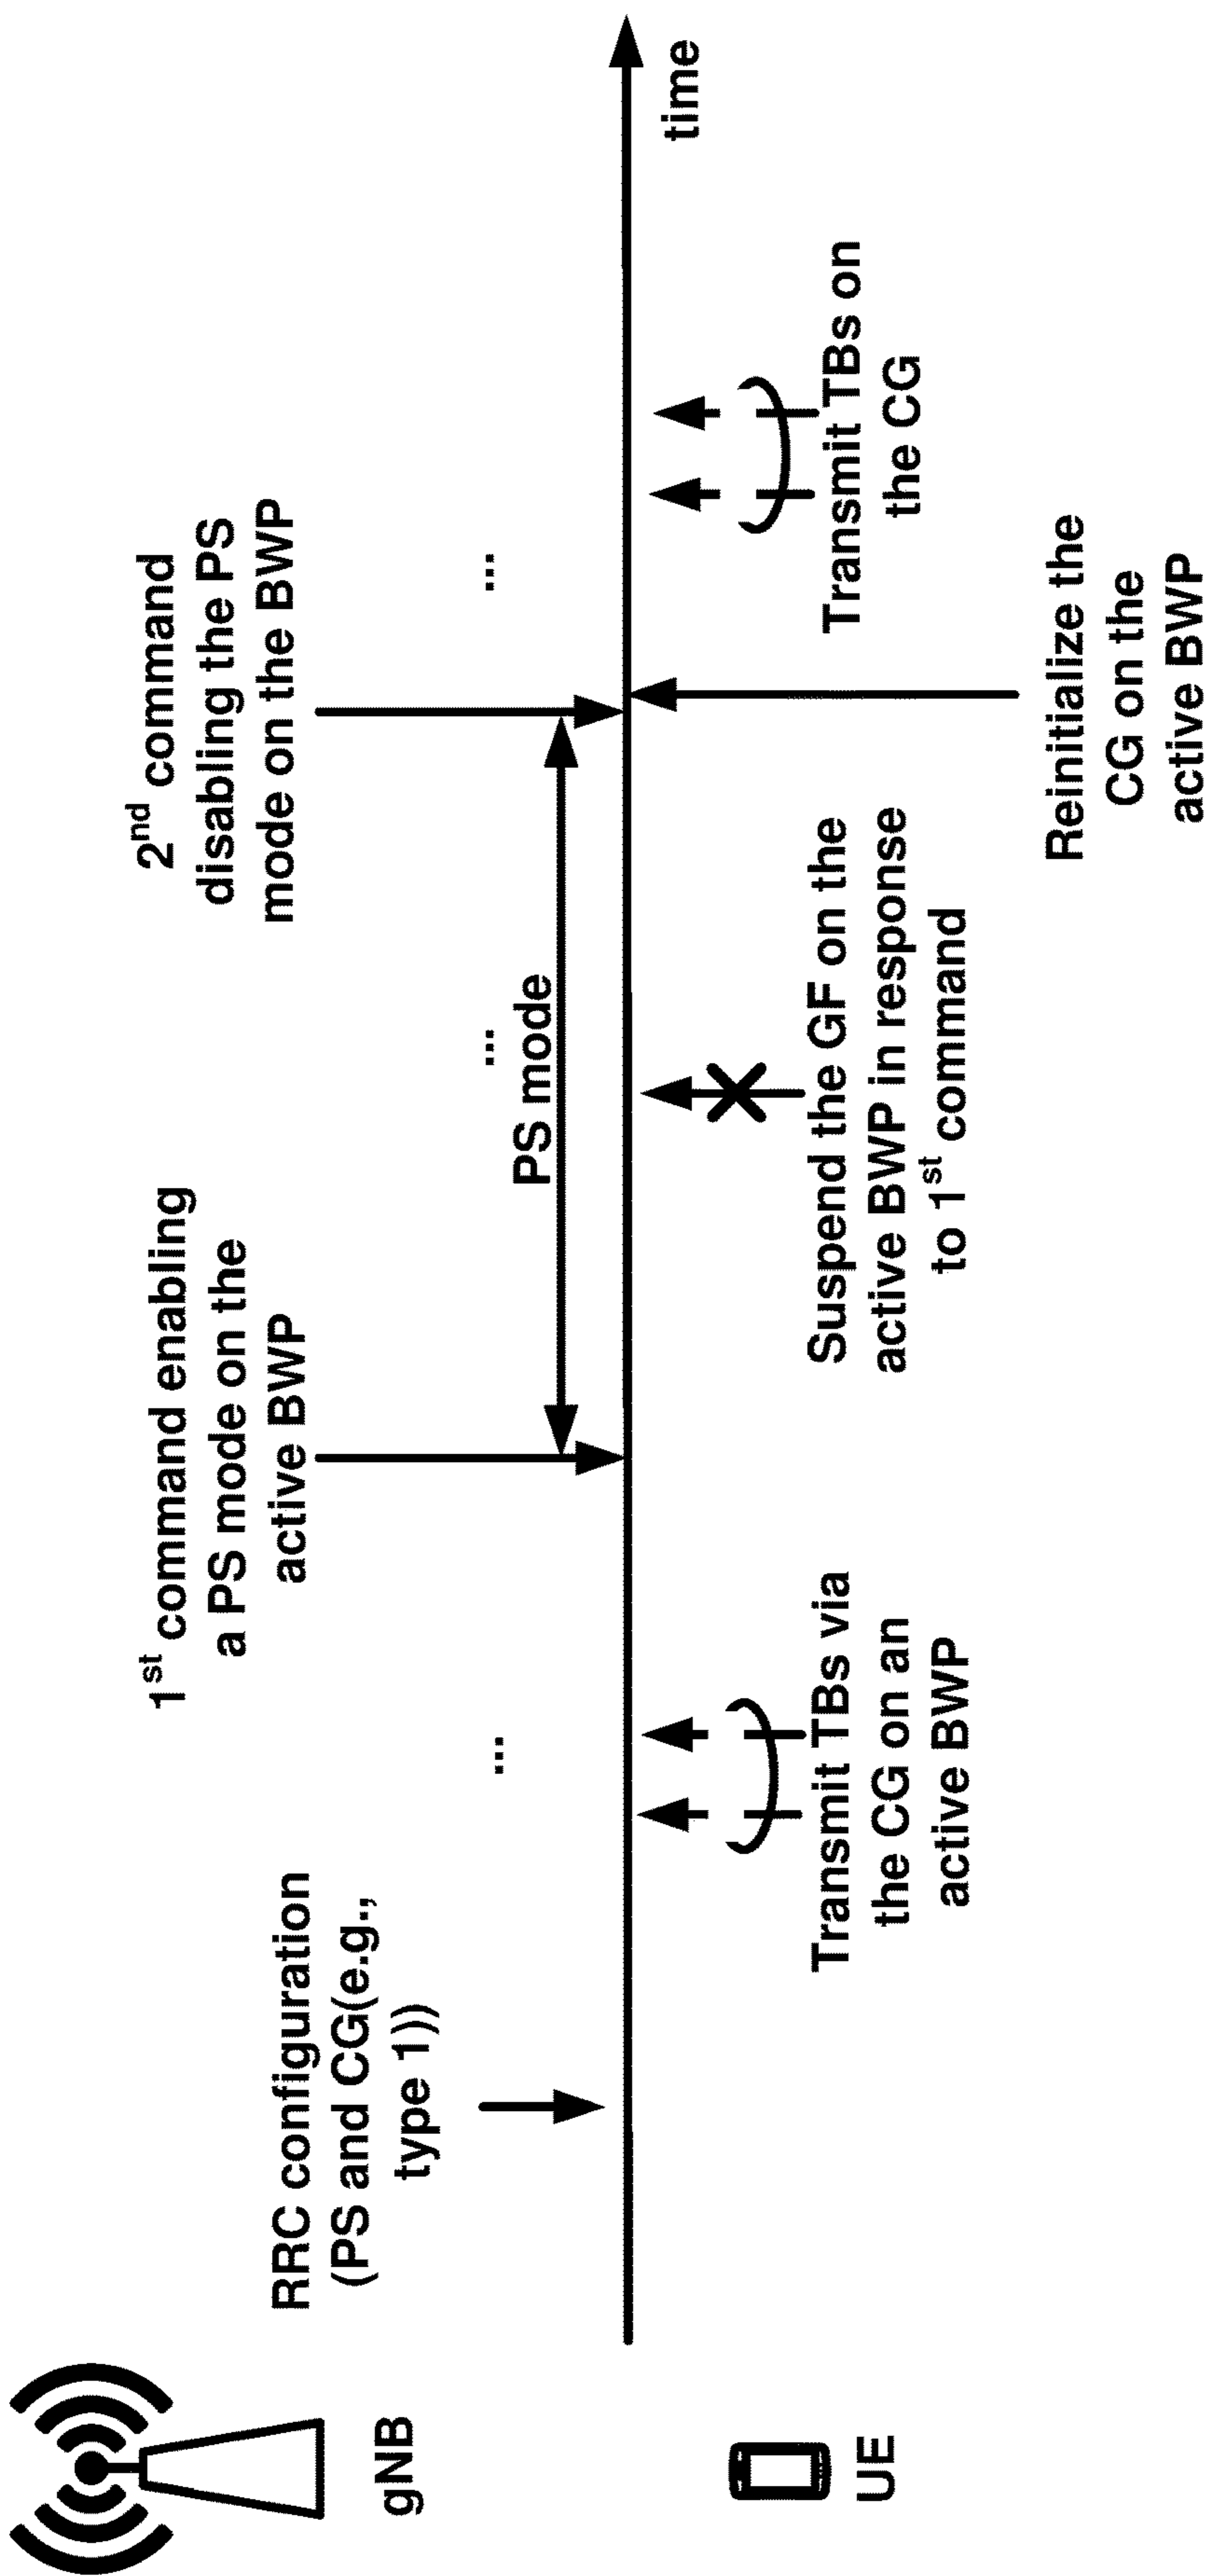 gNB
UE
RRC configuration
(PS and CG(e.g.,
type 1))
...
Transmit TBs via
the CG on an
active BWP
1st command enabling
a PS mode on the
active BWP
...
PS mode
Suspend the GF on the
active BWP in response
to 1st command
2nd command
disabling the PS
mode on the BWP
...
Reinitialize the
CG on the
active BWP
Transmit TBs on
the CG
time